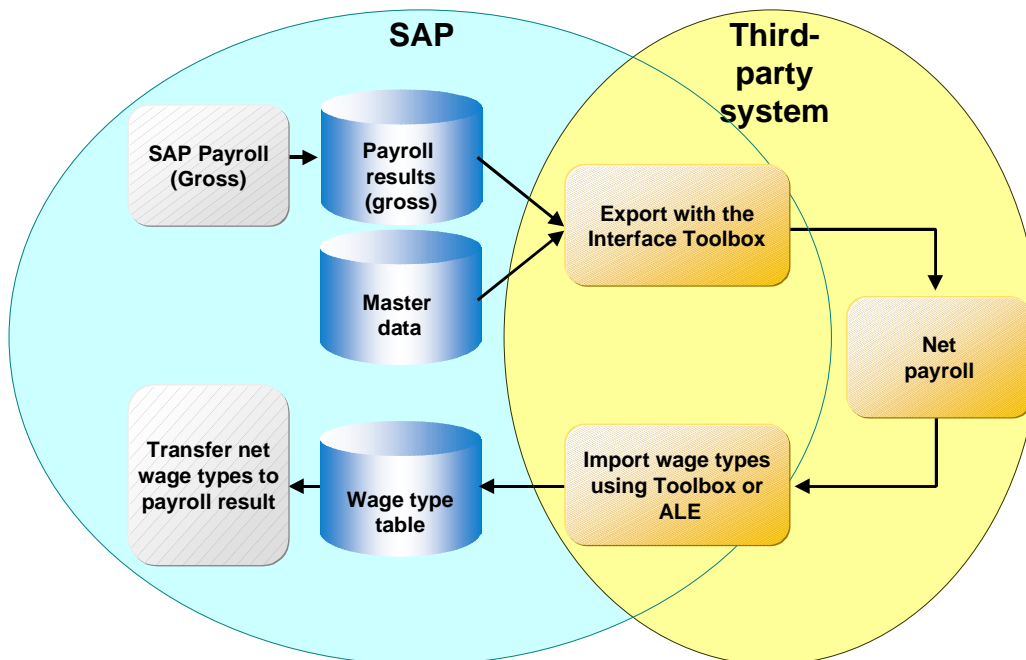 SAP
Third-
party
system
SAP Payroll
(Gross)
Payroll
results
(gross)
Export with the
Interface Toolbox
Master
data
Net
payroll
Transfer net
wage types to
payroll result
Wage type
table
Import wage types
using Toolbox or
ALE